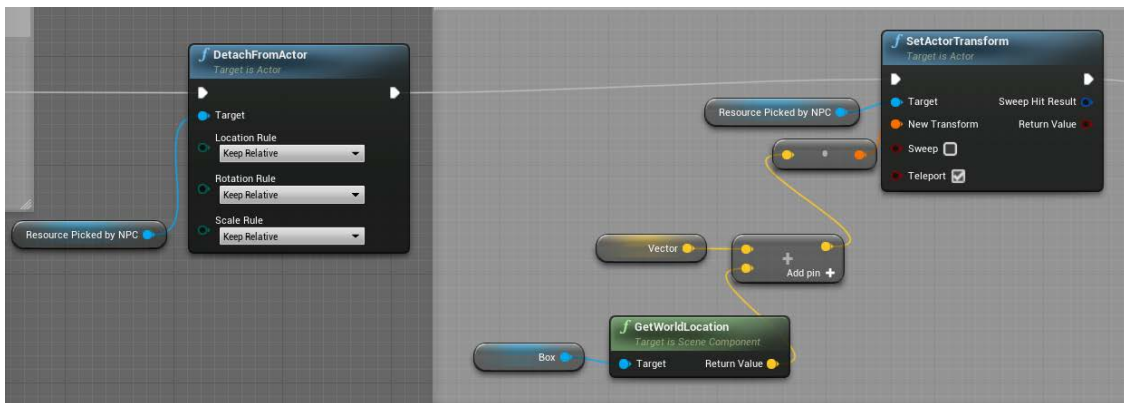 DetachFromActor
Target is Actor
Target
Location Rule
Keep Relative
Rotation Rule
Keep Relative
Scale Rule
Keep Relative
Resource Picked by NPC
SetActorTransform
Target is Actor
Target Sweep Hit Result
New Transform Return Value
Sweep
Teleport
Resource Picked by NPC
Vector
Add pin
GetWorldLocation
Target is Scene Component
Target Return Value
Box